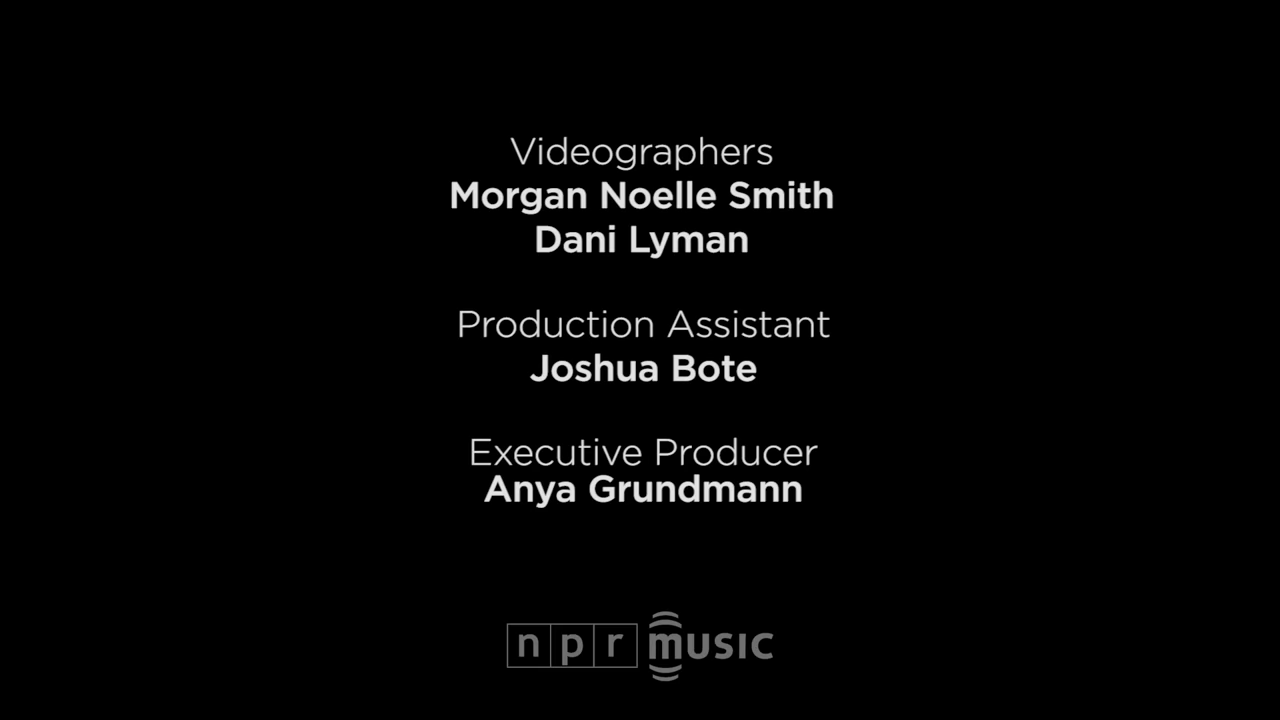 Videographers
Morgan Noelle Smith
Dani Lyman
Production Assistant
Joshua Bote
Executive Producer
Anya Grundmann
npr music